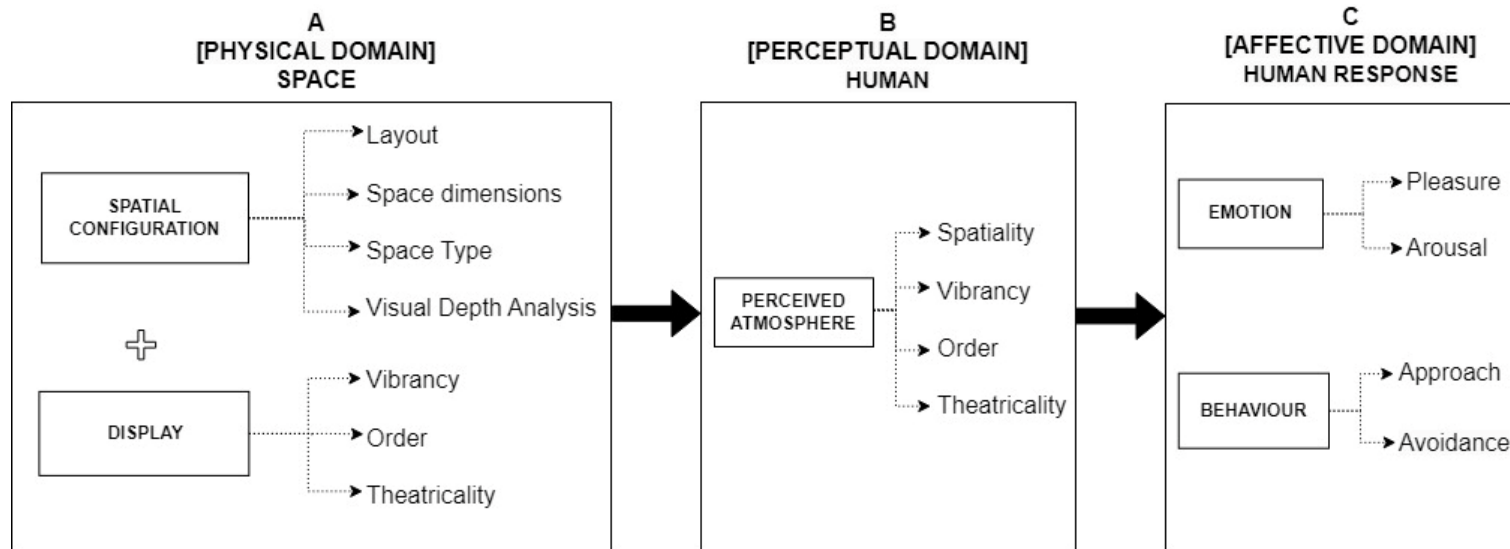 A
[PHYSICAL DOMAIN]
SPACE
SPATIAL
CONFIGURATION
Layout
Space dimensions
Space Type
Visual Depth Analysis
DISPLAY
Vibrancy
Order
Theatricality
B
[PERCEPTUAL DOMAIN]
HUMAN
PERCEIVED
ATMOSPHERE
Spatiality
Vibrancy
Order
Theatricality
C
[AFFECTIVE DOMAIN]
HUMAN RESPONSE
EMOTION
Pleasure
Arousal
BEHAVIOUR
Approach
Avoidance